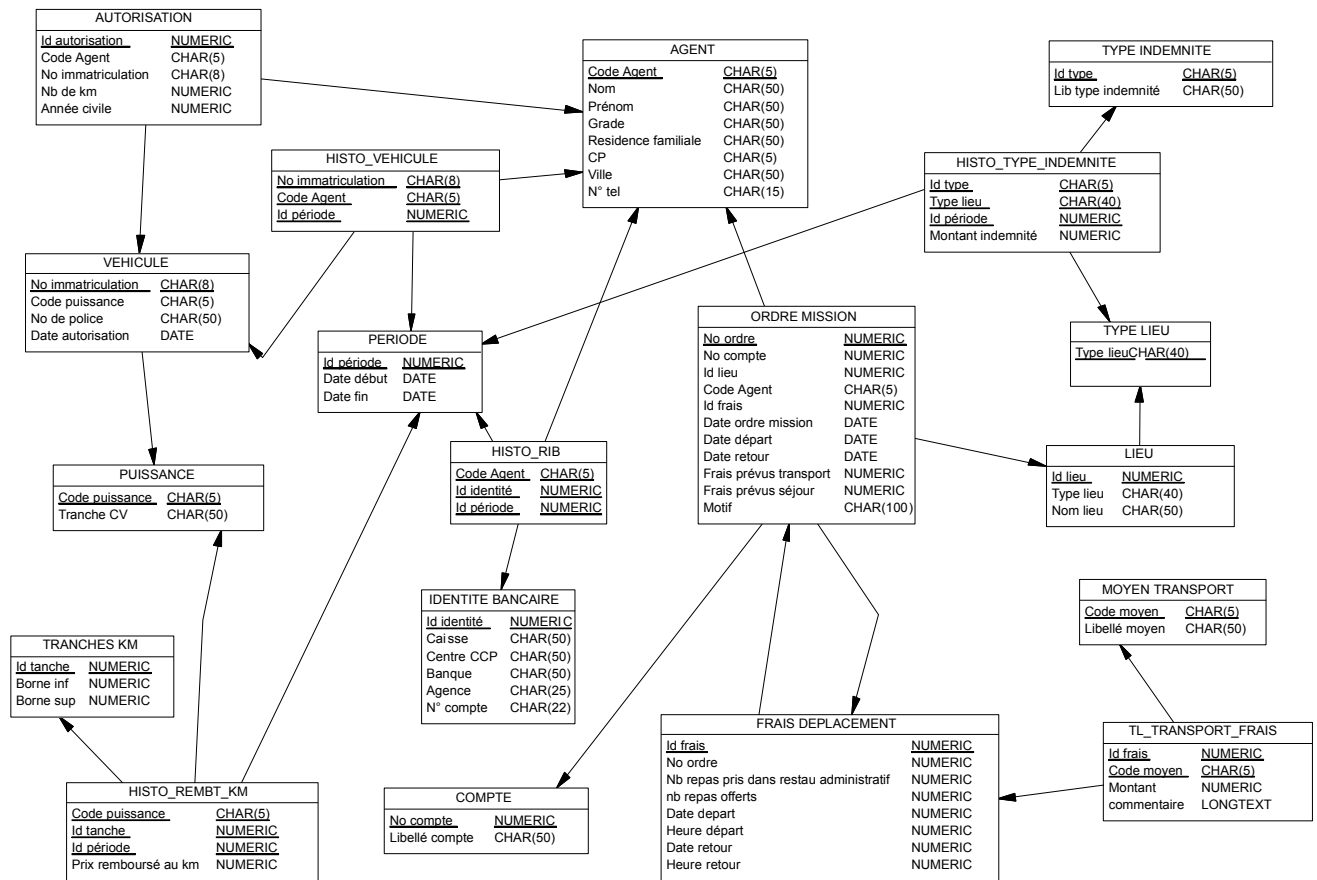 AUTORISATION
Id autorisation NUMERIC
Code Agent CHAR(5)
No immatriculation CHAR(8)
Nb de km NUMERIC
Année civile NUMERIC
AGENT
Code Agent CHAR(5)
Nom CHAR(50)
Prénom CHAR(50)
Grade CHAR(50)
Residence familiale CHAR(50)
CP CHAR(5)
Ville CHAR(50)
N° tel CHAR(15)
TYPE INDEMNITE
Id type CHAR(5)
Lib type indemnité CHAR(50)
HISTO_VEHICULE
No immatriculation CHAR(8)
Code Agent CHAR(5)
Id période NUMERIC
HISTO_TYPE_INDEMNITE
Id type CHAR(5)
Type lieu CHAR(40)
Id période NUMERIC
Montant indemnité NUMERIC
VEHICULE
No immatriculation CHAR(8)
Code puissance CHAR(5)
No de police CHAR(50)
Date autorisation DATE
PERIODE
Id période NUMERIC
Date début DATE
Date fin DATE
ORDRE MISSION
No ordre NUMERIC
No compte NUMERIC
Id lieu NUMERIC
Code Agent CHAR(5)
Id frais NUMERIC
Date ordre mission DATE
Date départ DATE
Date retour DATE
Frais prévus transport NUMERIC
Frais prévus séjour NUMERIC
Motif CHAR(100)
TYPE LIEU
Type lieuCHAR(40)
HISTO_RIB
Code Agent CHAR(5)
Id identité NUMERIC
Id période NUMERIC
LIEU
Id lieu NUMERIC
Type lieu CHAR(40)
Nom lieu CHAR(50)
PUISSANCE
Code puissance CHAR(5)
Tranche CV CHAR(50)
IDENTITE BANCAIRE
Id identité NUMERIC
Caisse CHAR(50)
Centre CCP CHAR(50)
Banque CHAR(50)
Agence CHAR(25)
N° compte CHAR(22)
MOYEN TRANSPORT
Code moyen CHAR(5)
Libellé moyen CHAR(50)
TRANCHES KM
Id tanche NUMERIC
Borne inf NUMERIC
Borne sup NUMERIC
FRAIS DEPLACEMENT
Id frais NUMERIC
No ordre NUMERIC
Nb repas pris dans restau administratif NUMERIC
nb repas offerts NUMERIC
Date depart NUMERIC
Heure départ NUMERIC
Date retour NUMERIC
Heure retour NUMERIC
TL_TRANSPORT_FRAIS
Id frais NUMERIC
Code moyen CHAR(5)
Montant NUMERIC
commentaire LONGTEXT
HISTO_REMBT_KM
Code puissance CHAR(5)
Id tanche NUMERIC
Id période NUMERIC
Prix remboursé au km NUMERIC
COMPTE
No compte NUMERIC
Libellé compte CHAR(50)